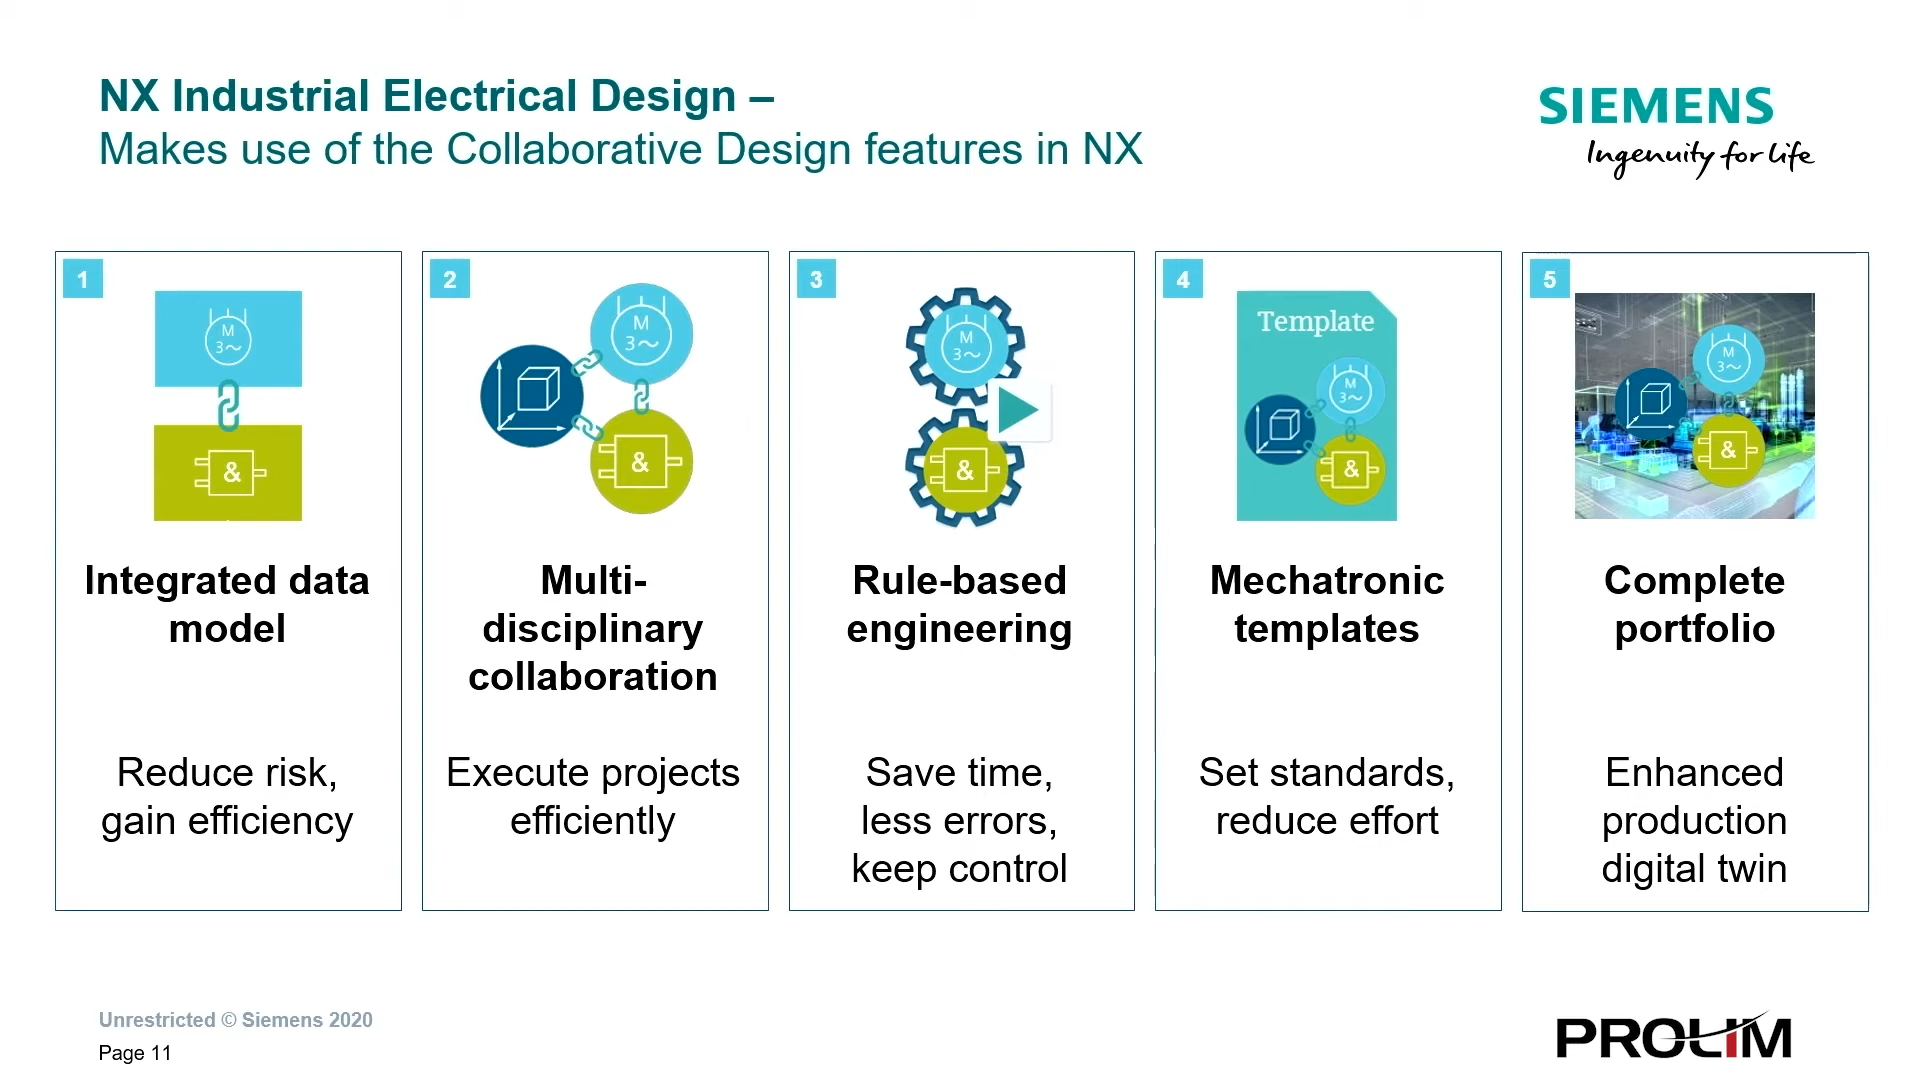 NX Industrial Electrical Design –
Makes use of the Collaborative Design features in NX
SIEMENS
Ingenuity for life
1
M
3~
&
Integrated data
model
Reduce risk,
gain efficiency
2
M
3~
&
Multi-
disciplinary
collaboration
Execute projects
efficiently
3
M
3~
&
Rule-based
engineering
Save time,
less errors,
keep control
4
Template
M
3~
&
Mechatronic
templates
Set standards,
reduce effort
5
M
3~
&
Complete
portfolio
Enhanced
production
digital twin
Unrestricted © Siemens 2020
Page 11
PROLIM